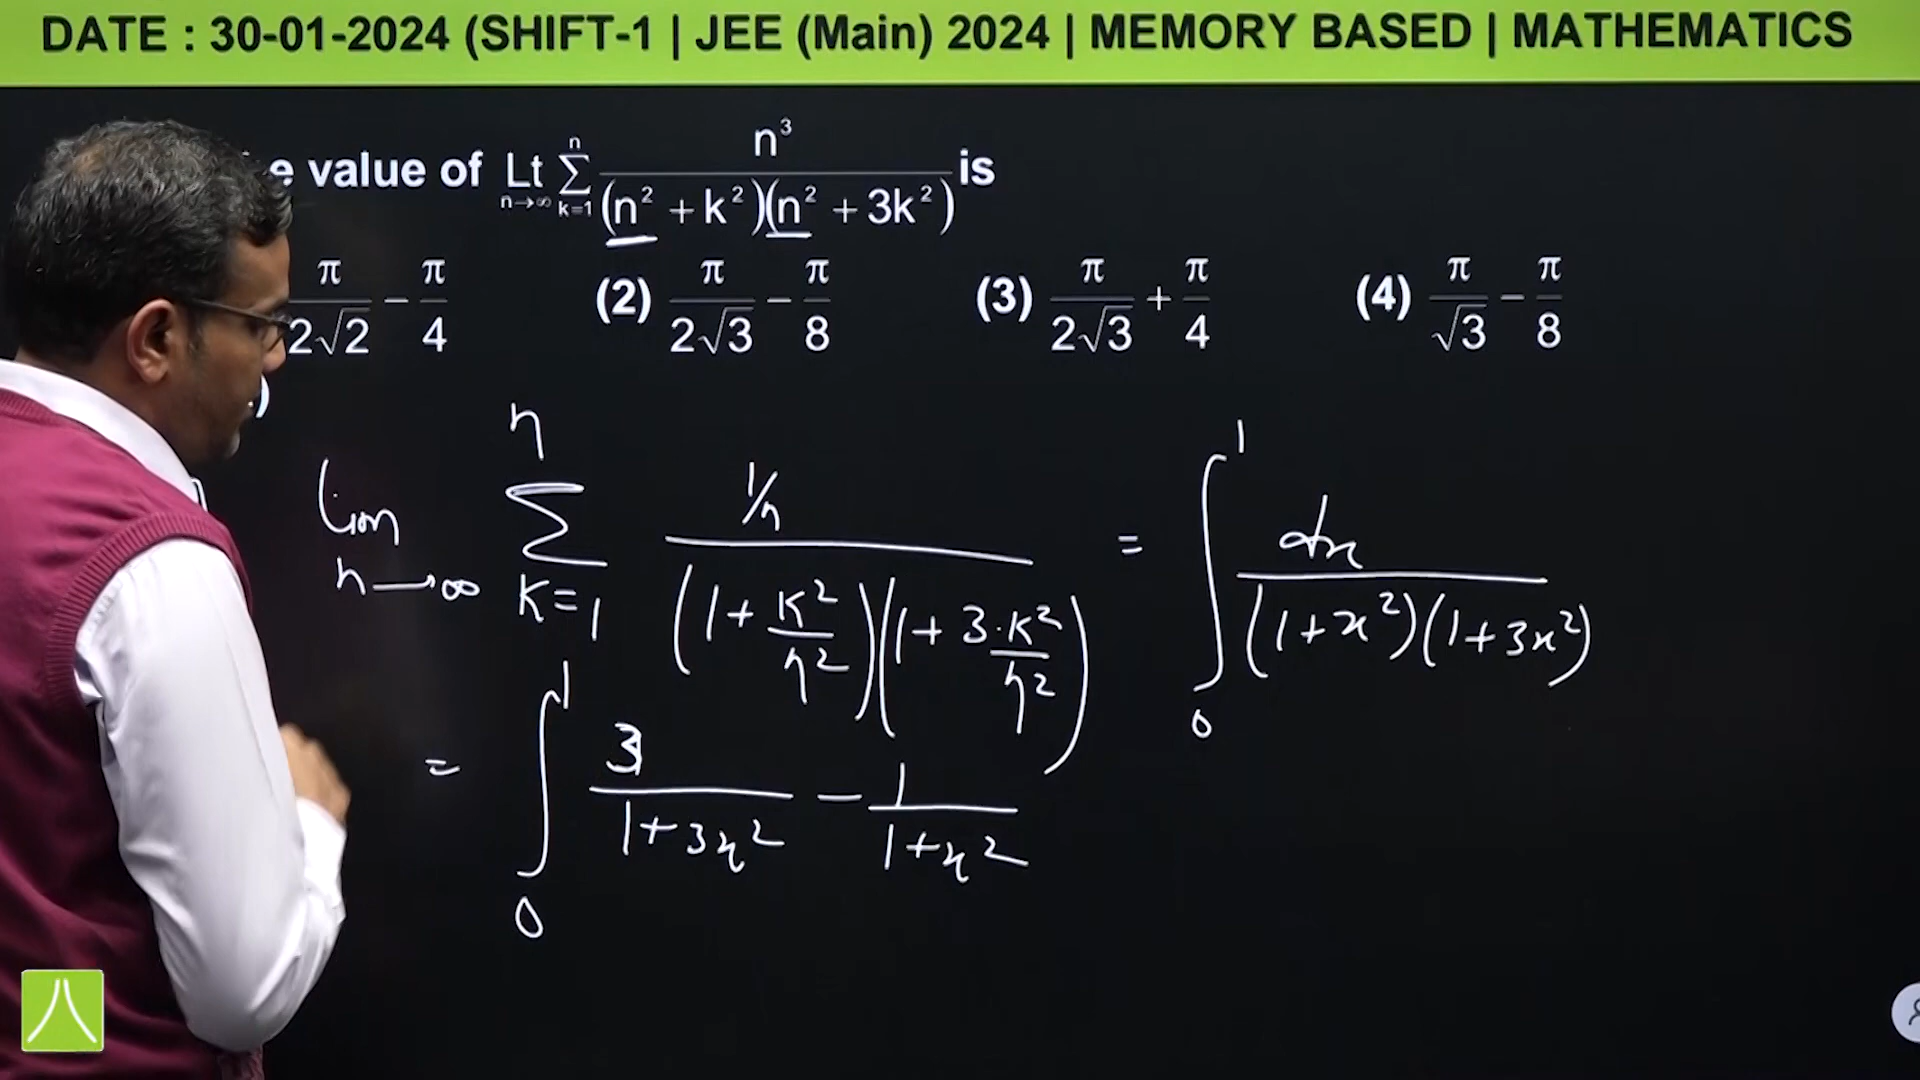 DATE : 30-01-2024 (SHIFT-1 | JEE (Main) 2024 | MEMORY BASED | MATHEMATICS
value of Lt_{n→∞} Σ_{k=1}^{n} n³ / ((n² + k²)(n² + 3k²)) is
π/(2√2) − π/4 (2) π/(2√3) − π/8 (3) π/(2√3) + π/4 (4) π/√3 − π/8
lim_{n→∞} Σ_{K=1}^{n} (1/n) / ((1 + K²/n²)(1 + 3·K²/n²)) = ∫_0^1 dx / ((1+x²)(1+3x²))
= ∫_0^1 3/(1+3x²) − 1/(1+x²)